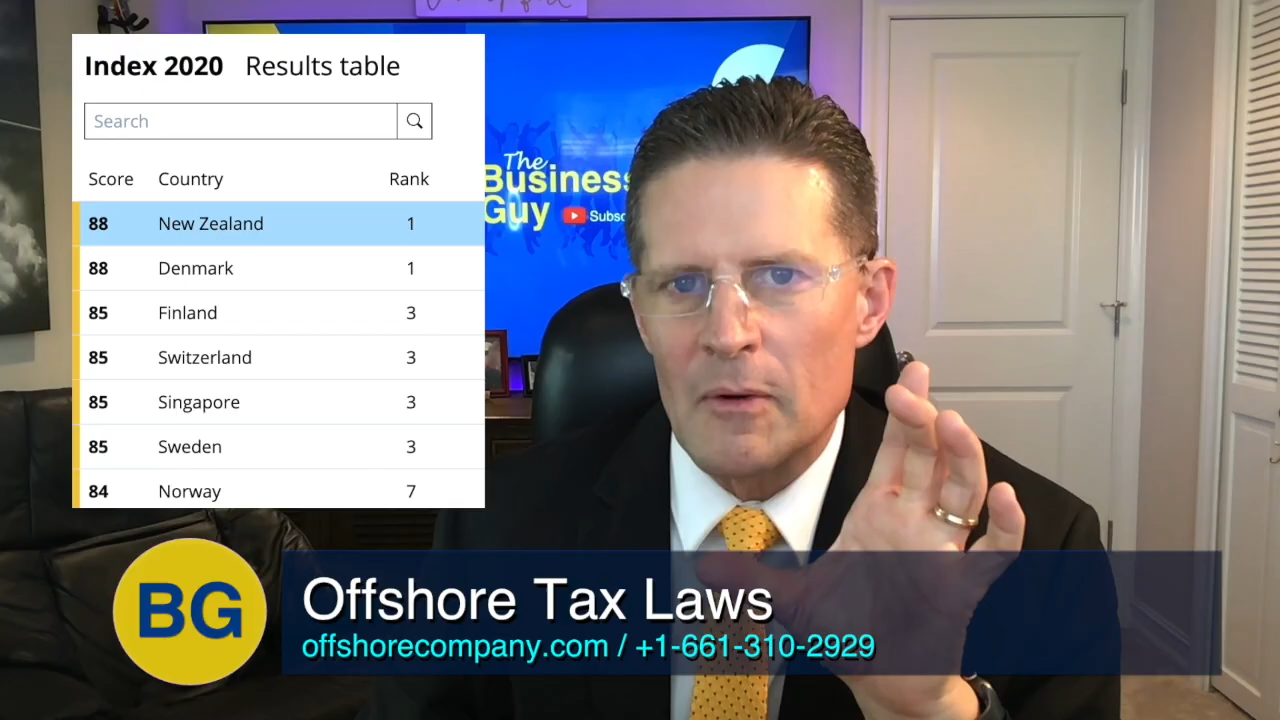 Index 2020 Results table
Search
Score Country Rank
88 New Zealand 1
88 Denmark 1
85 Finland 3
85 Switzerland 3
85 Singapore 3
85 Sweden 3
84 Norway 7
The
Business
Guy
BG
Offshore Tax Laws
offshorecompany.com / +1-661-310-2929